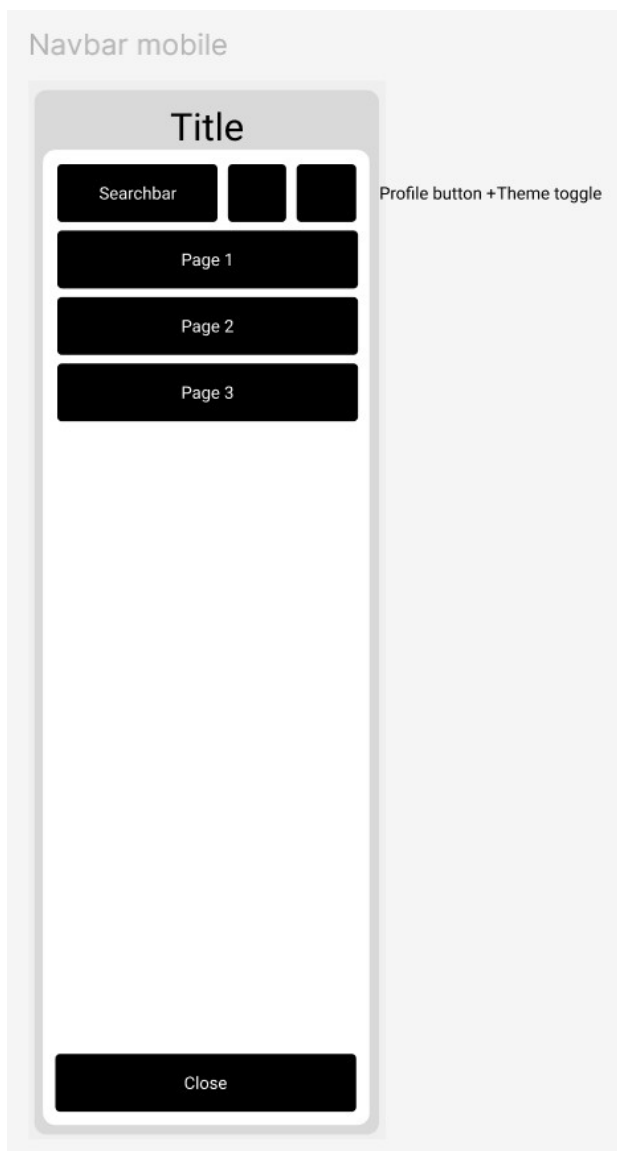 Navbar mobile
Title
Searchbar
Profile button +Theme toggle
Page 1
Page 2
Page 3
Close